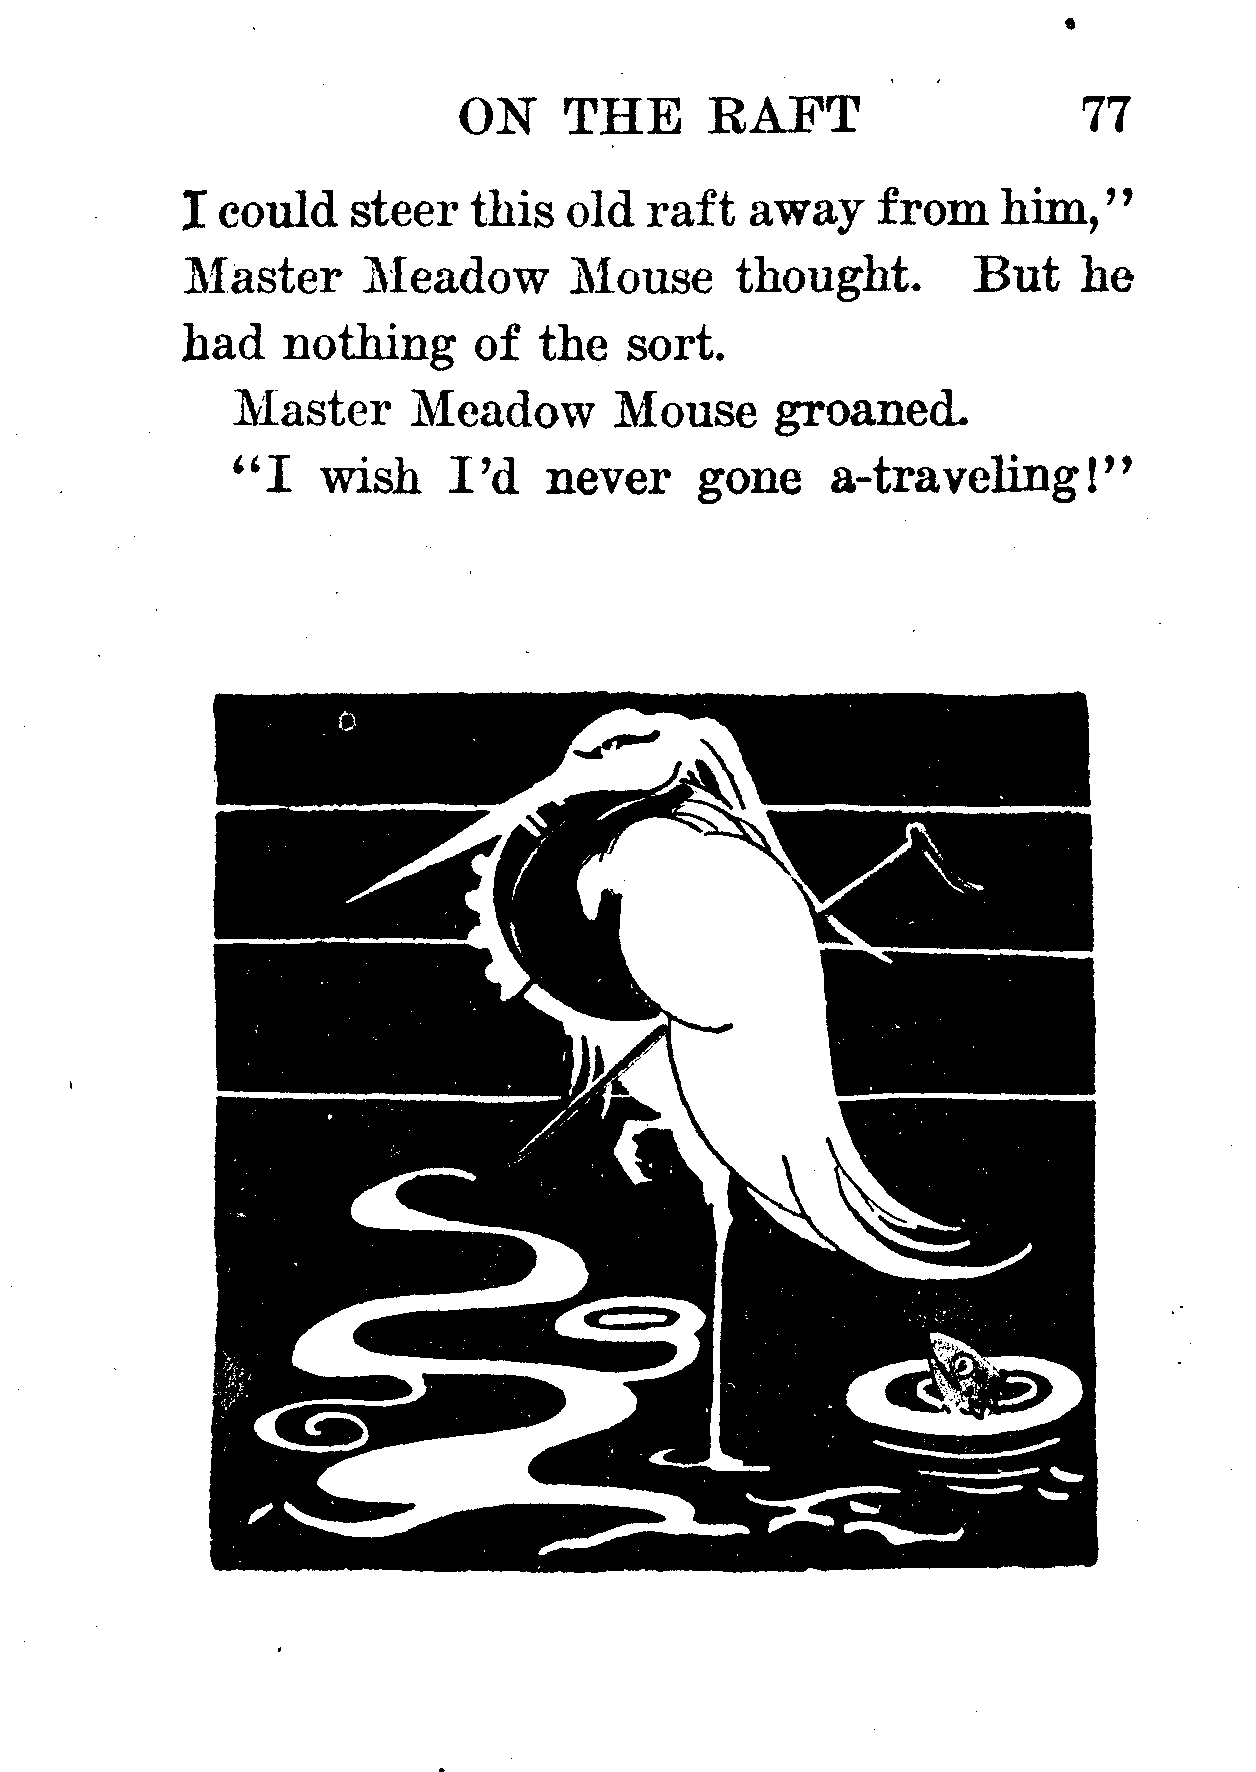 ON THE RAFT 77
I could steer this old raft away from him,"
Master Meadow Mouse thought. But he
had nothing of the sort.
Master Meadow Mouse groaned.
"I wish I'd never gone a-traveling!"